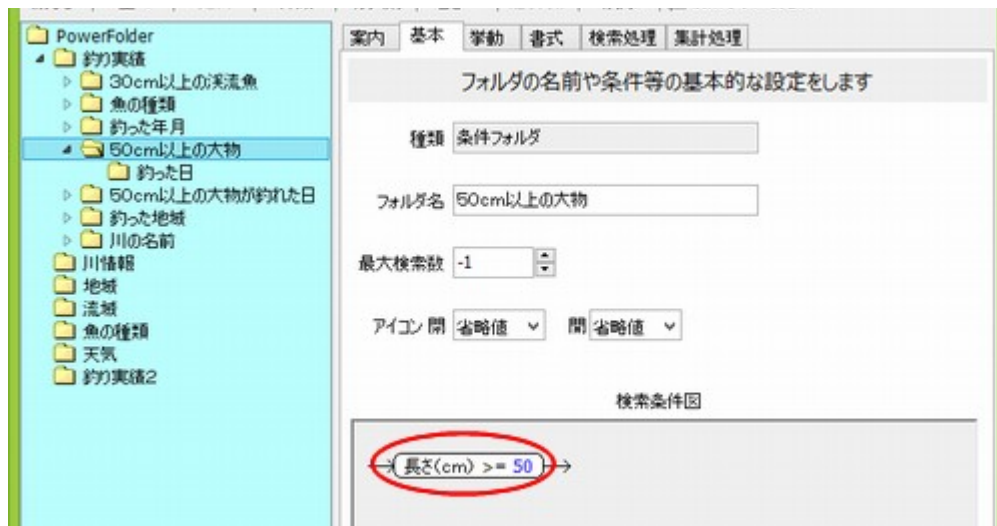 PowerFolder
釣り実績
30cm以上の渓流魚
魚の種類
釣った年月
50cm以上の大物
釣った日
50cm以上の大物が釣れた日
釣った地域
川の名前
川情報
地域
流域
魚の種類
天気
釣り実績2
案内 基本 挙動 書式 検索処理 集計処理
フォルダの名前や条件等の基本的な設定をします
種類 条件フォルダ
フォルダ名 50cm以上の大物
最大検索数 -1
アイコン 閉 省略値 開 省略値
検索条件図
長さ(cm) >= 50